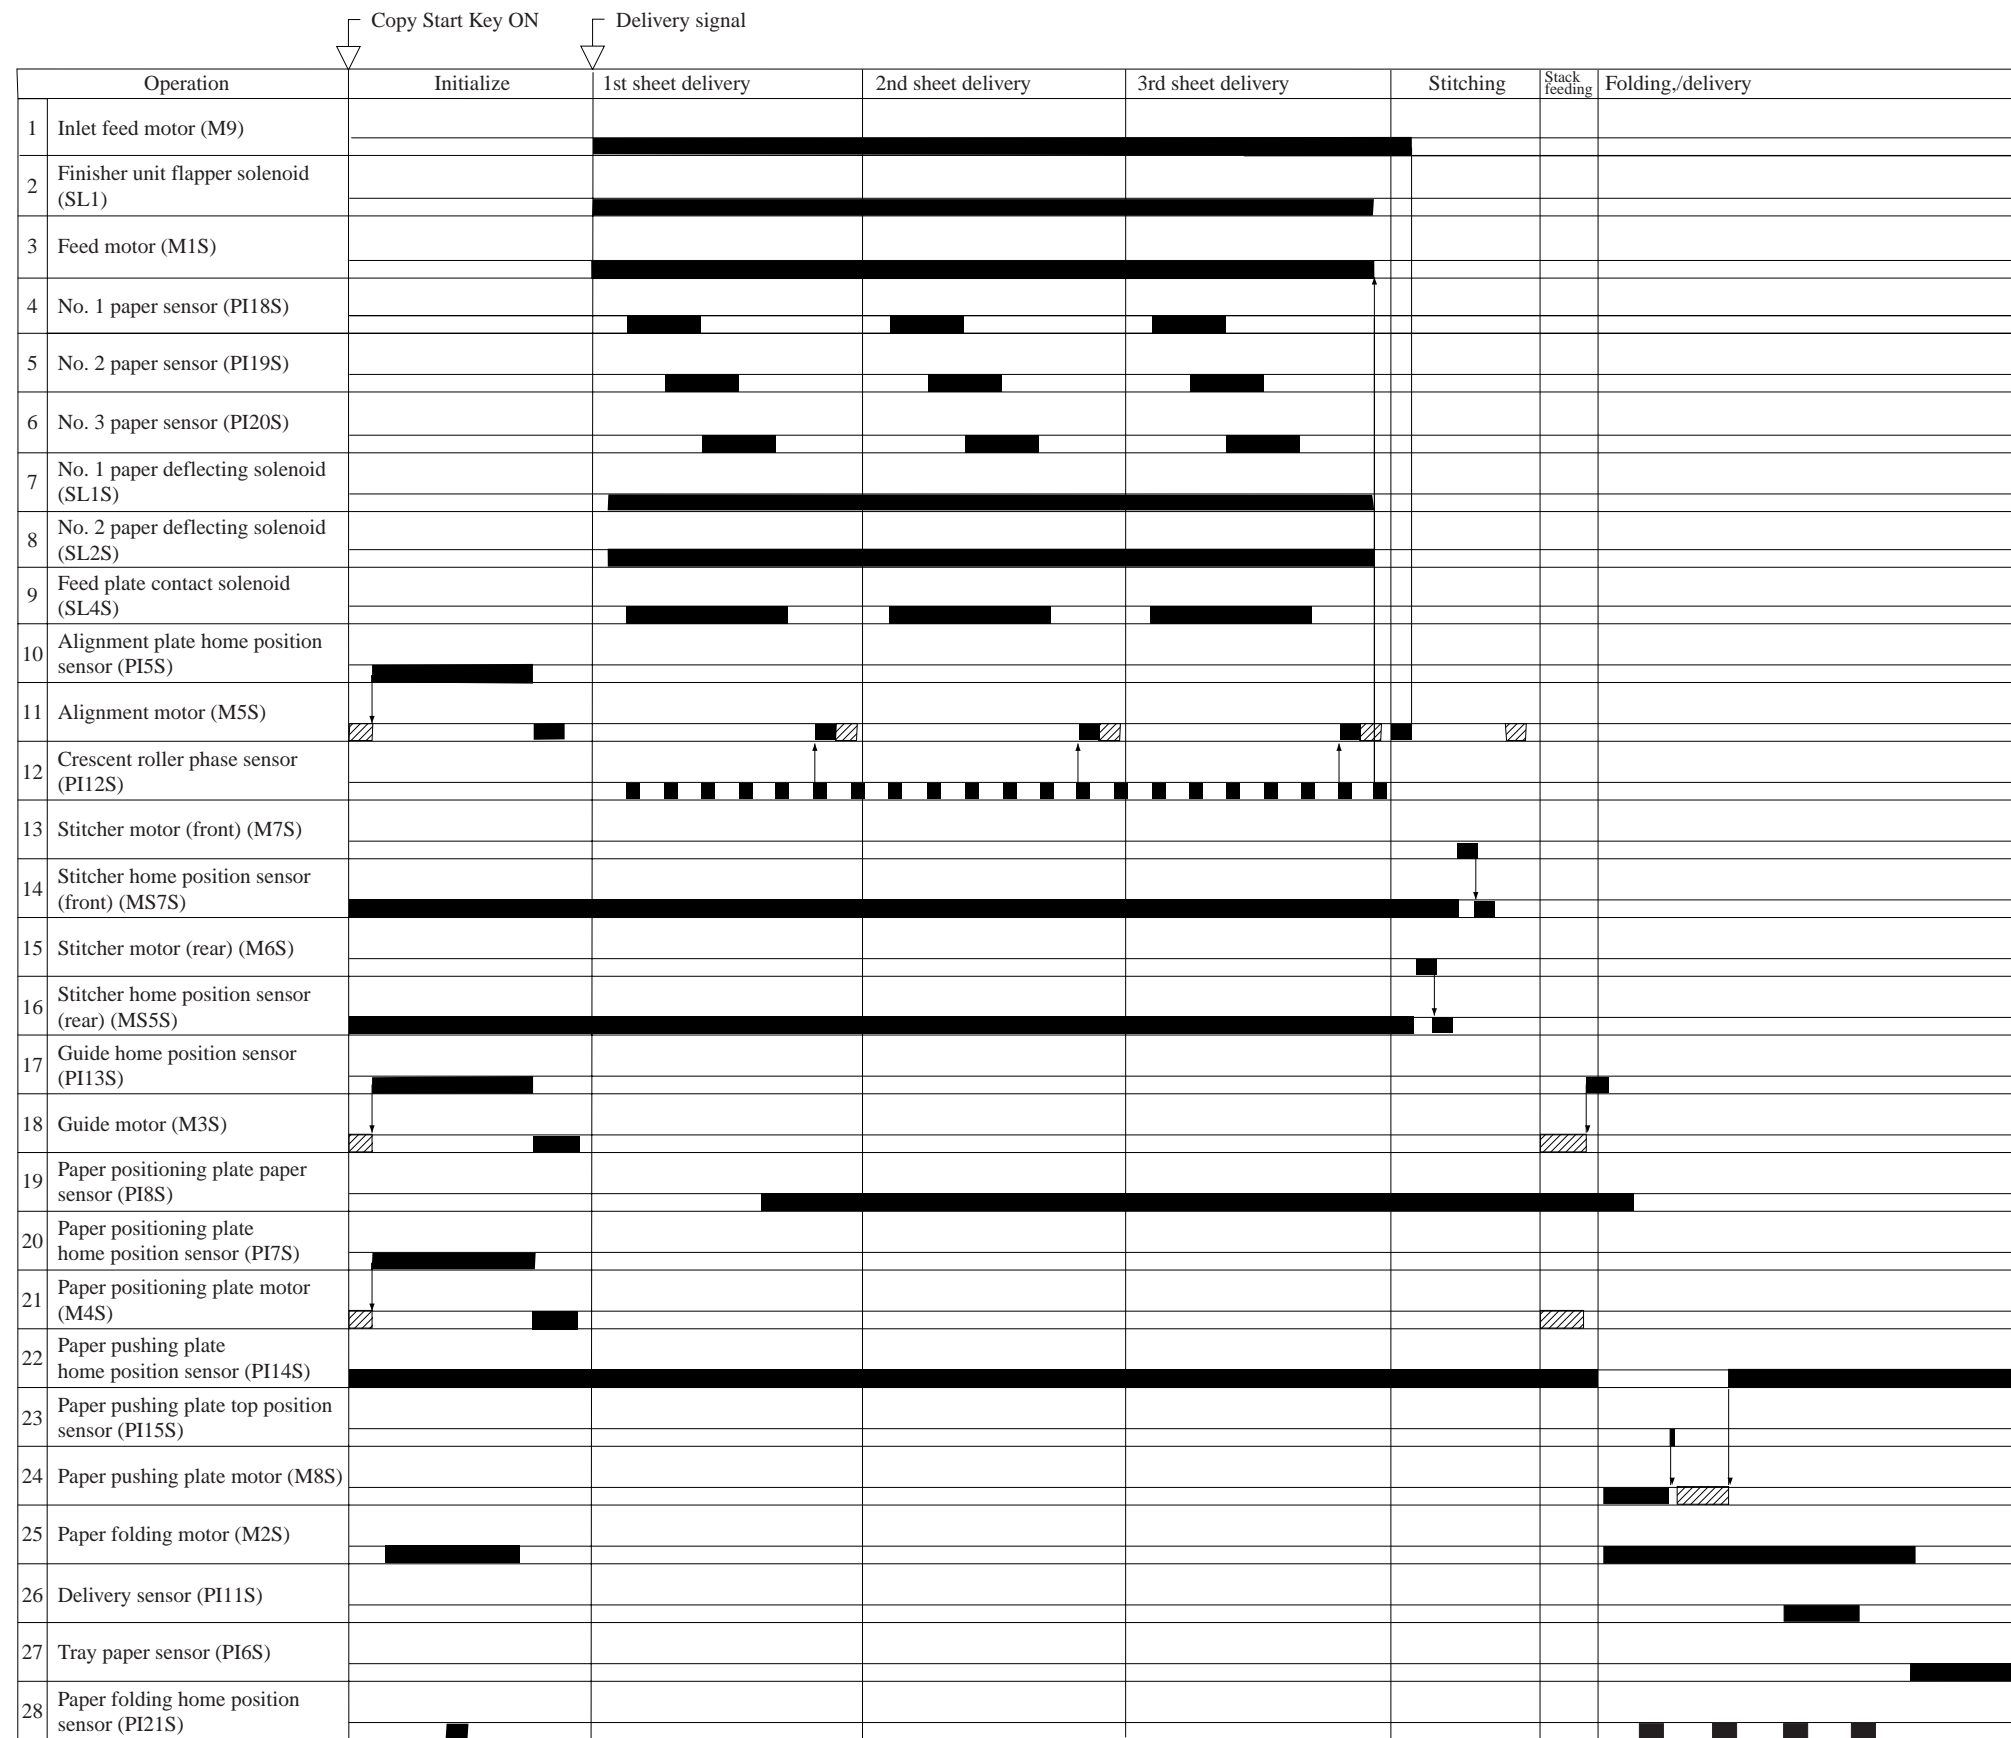 Copy Start Key ON
Delivery signal
Operation
Initialize
1st sheet delivery
2nd sheet delivery
3rd sheet delivery
Stitching
Stack
feeding
Folding,/delivery
1 Inlet feed motor (M9)
2 Finisher unit flapper solenoid
(SL1)
3 Feed motor (M1S)
4 No. 1 paper sensor (PI18S)
5 No. 2 paper sensor (PI19S)
6 No. 3 paper sensor (PI20S)
7 No. 1 paper deflecting solenoid
(SL1S)
8 No. 2 paper deflecting solenoid
(SL2S)
9 Feed plate contact solenoid
(SL4S)
10 Alignment plate home position
sensor (PI5S)
11 Alignment motor (M5S)
12 Crescent roller phase sensor
(PI12S)
13 Stitcher motor (front) (M7S)
14 Stitcher home position sensor
(front) (MS7S)
15 Stitcher motor (rear) (M6S)
16 Stitcher home position sensor
(rear) (MS5S)
17 Guide home position sensor
(PI13S)
18 Guide motor (M3S)
19 Paper positioning plate paper
sensor (PI8S)
20 Paper positioning plate
home position sensor (PI7S)
21 Paper positioning plate motor
(M4S)
22 Paper pushing plate
home position sensor (PI14S)
23 Paper pushing plate top position
sensor (PI15S)
24 Paper pushing plate motor (M8S)
25 Paper folding motor (M2S)
26 Delivery sensor (PI11S)
27 Tray paper sensor (PI6S)
28 Paper folding home position
sensor (PI21S)